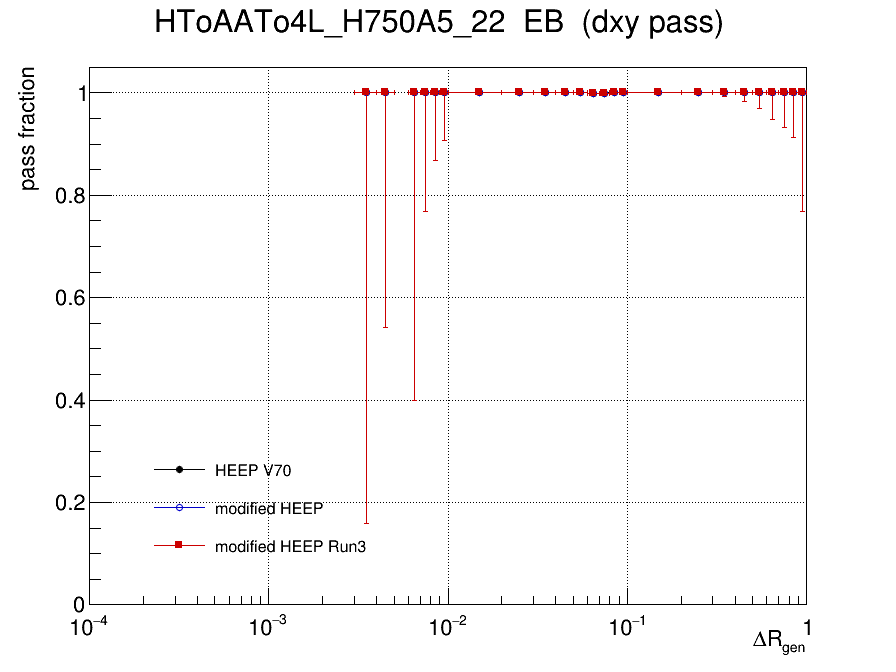 HToAATo4L_H750A5_22 EB (dxy pass)
pass fraction
1
0.8
0.6
0.4
0.2
0
HEEP V70
modified HEEP
modified HEEP Run3
10⁻⁴ 10⁻³ 10⁻² 10⁻¹ 1
ΔR_gen